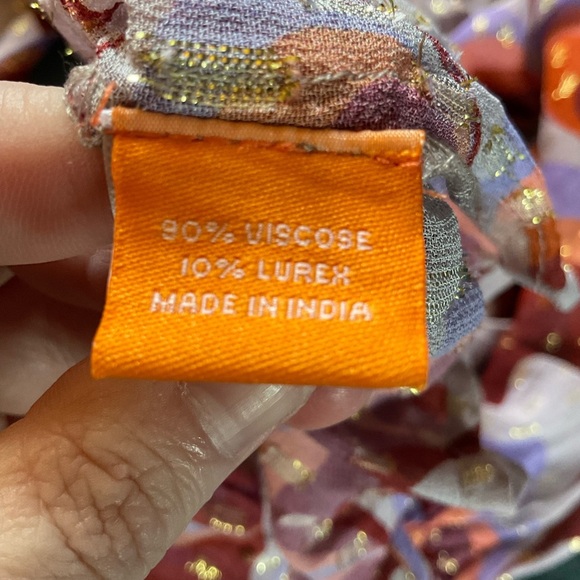 90% VISCOSE
10% LUREX
MADE IN INDIA